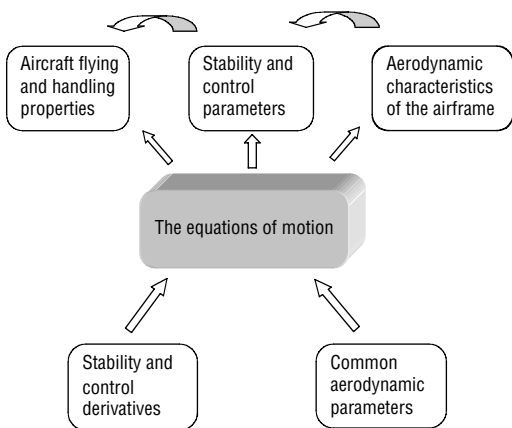 Aircraft flying
and handling
properties
Stability and
control
parameters
Aerodynamic
characteristics
of the airframe
The equations of motion
Stability and
control
derivatives
Common
aerodynamic
parameters